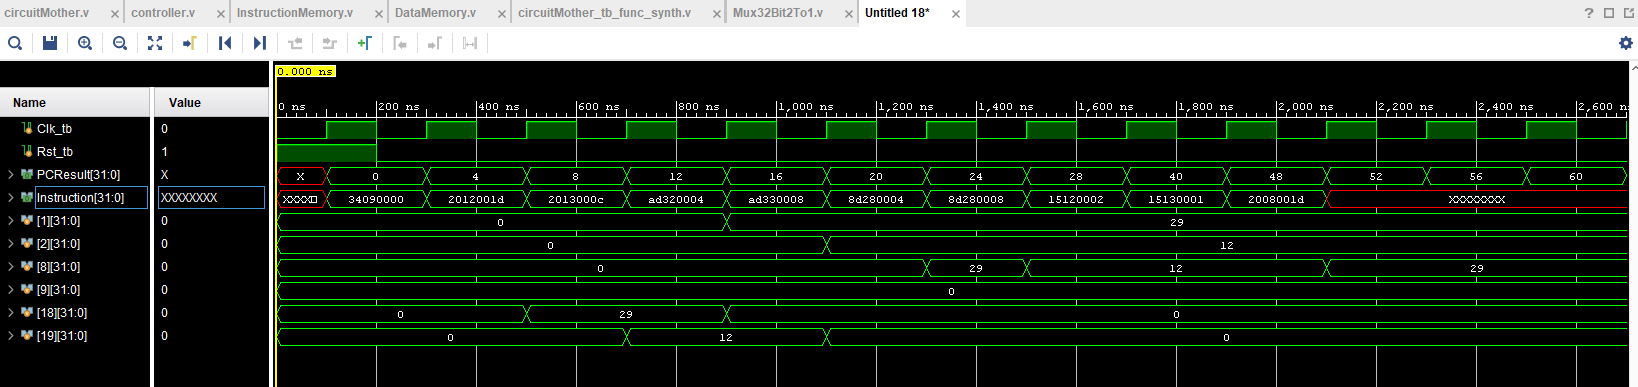 circuitMother.v × controller.v × InstructionMemory.v × DataMemory.v × circuitMother_tb_func_synth.v × Mux32Bit2To1.v × Untitled 18* ×
0.000 ns
Name Value
0 ns 200 ns 400 ns 600 ns 800 ns 1,000 ns 1,200 ns 1,400 ns 1,600 ns 1,800 ns 2,000 ns 2,200 ns 2,400 ns 2,600 ns
Clk_tb 0
Rst_tb 1
PCResult[31:0] X X 0 4 8 12 16 20 24 28 40 48 52 56 60
Instruction[31:0] XXXXXXXX XXXX 34090000 2012001d 2013000c ad320004 ad330008 8d280004 8d280008 15120002 15130001 2008001d XXXXXXXX
[1][31:0] 0 0 29
[2][31:0] 0 0 12
[8][31:0] 0 0 29 12 29
[9][31:0] 0 0
[18][31:0] 0 0 29 0
[19][31:0] 0 0 12 0